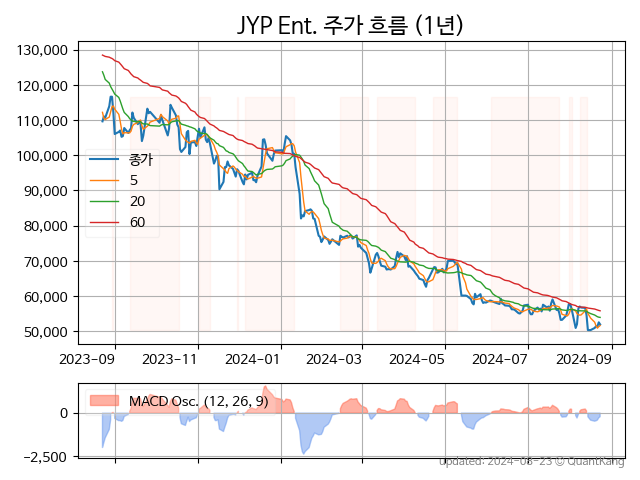 JYP Ent. 주가 흐름 (1년)
130,000
120,000
110,000
100,000
90,000
80,000
70,000
60,000
50,000
종가
5
20
60
2023-09 2023-11 2024-01 2024-03 2024-05 2024-07 2024-09
MACD Osc. (12, 26, 9)
0
−2,500
updated: 2024-08-23 © QuantKang